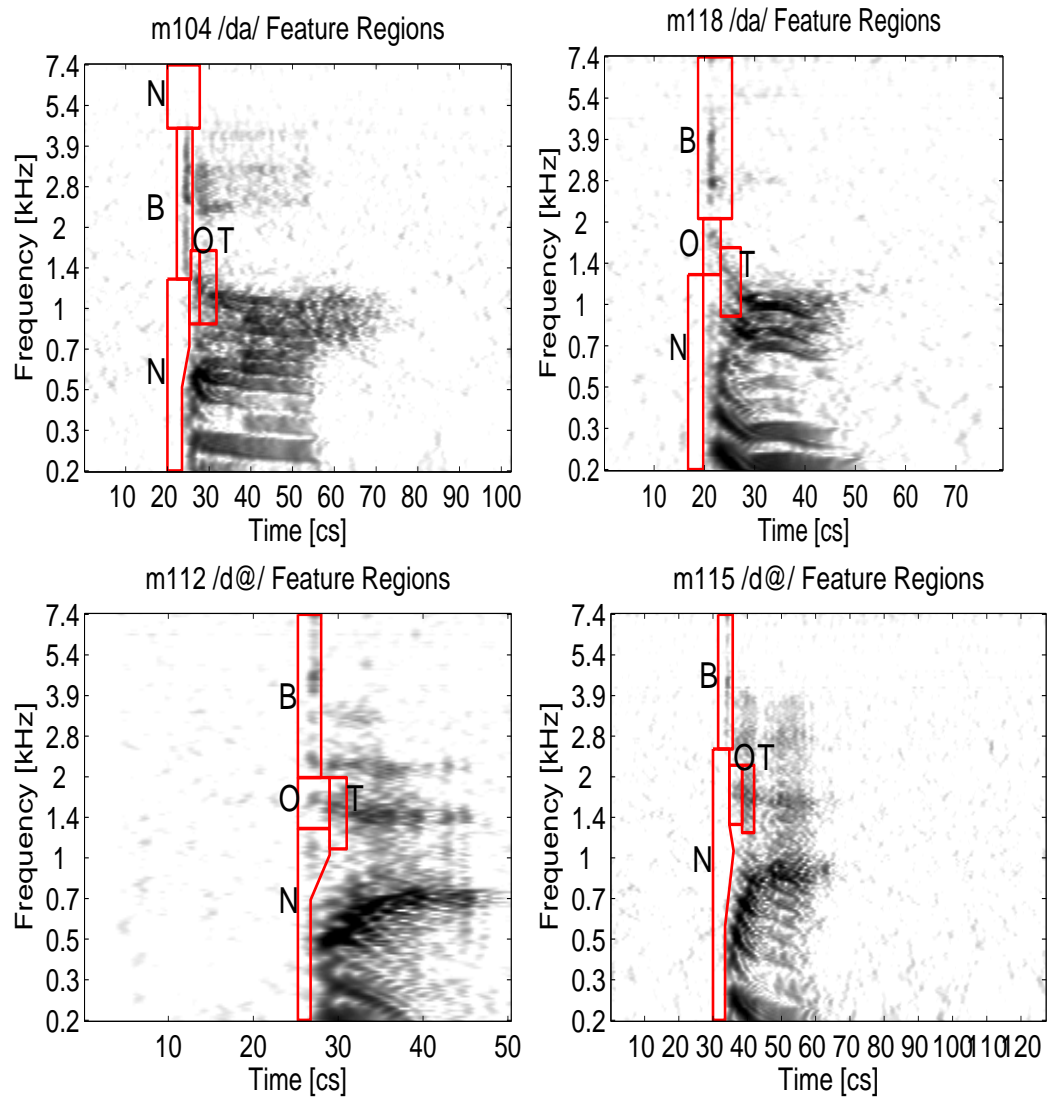 m104 /da/ Feature Regions
Frequency [kHz]
7.4
5.4
3.9
2.8
2
1.4
1
0.7
0.5
0.3
0.2
N
B
O T
N
10 20 30 40 50 60 70 80 90 100
Time [cs]
m118 /da/ Feature Regions
Frequency [kHz]
7.4
5.4
3.9
2.8
2
1.4
1
0.7
0.5
0.3
0.2
B
O
T
N
10 20 30 40 50 60 70
Time [cs]
m112 /d@/ Feature Regions
Frequency [kHz]
7.4
5.4
3.9
2.8
2
1.4
1
0.7
0.5
0.3
0.2
B
O T
N
10 20 30 40 50
Time [cs]
m115 /d@/ Feature Regions
Frequency [kHz]
7.4
5.4
3.9
2.8
2
1.4
1
0.7
0.5
0.3
0.2
B
O T
N
10 20 30 40 50 60 70 80 90 100 110 120
Time [cs]